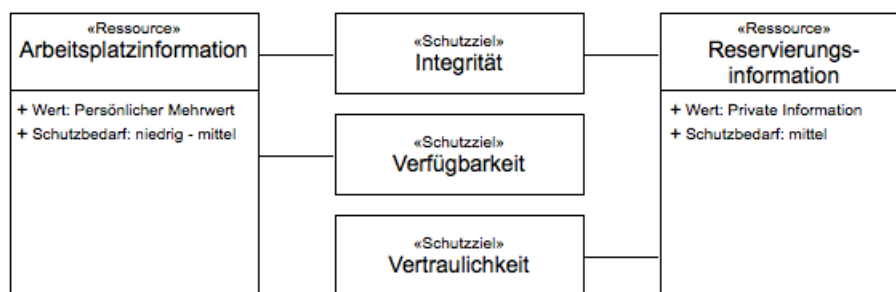 «Ressource»
Arbeitsplatzinformation
+ Wert: Persönlicher Mehrwert
+ Schutzbedarf: niedrig - mittel
«Schutzziel»
Integrität
«Schutzziel»
Verfügbarkeit
«Schutzziel»
Vertraulichkeit
«Ressource»
Reservierungs-
information
+ Wert: Private Information
+ Schutzbedarf: mittel